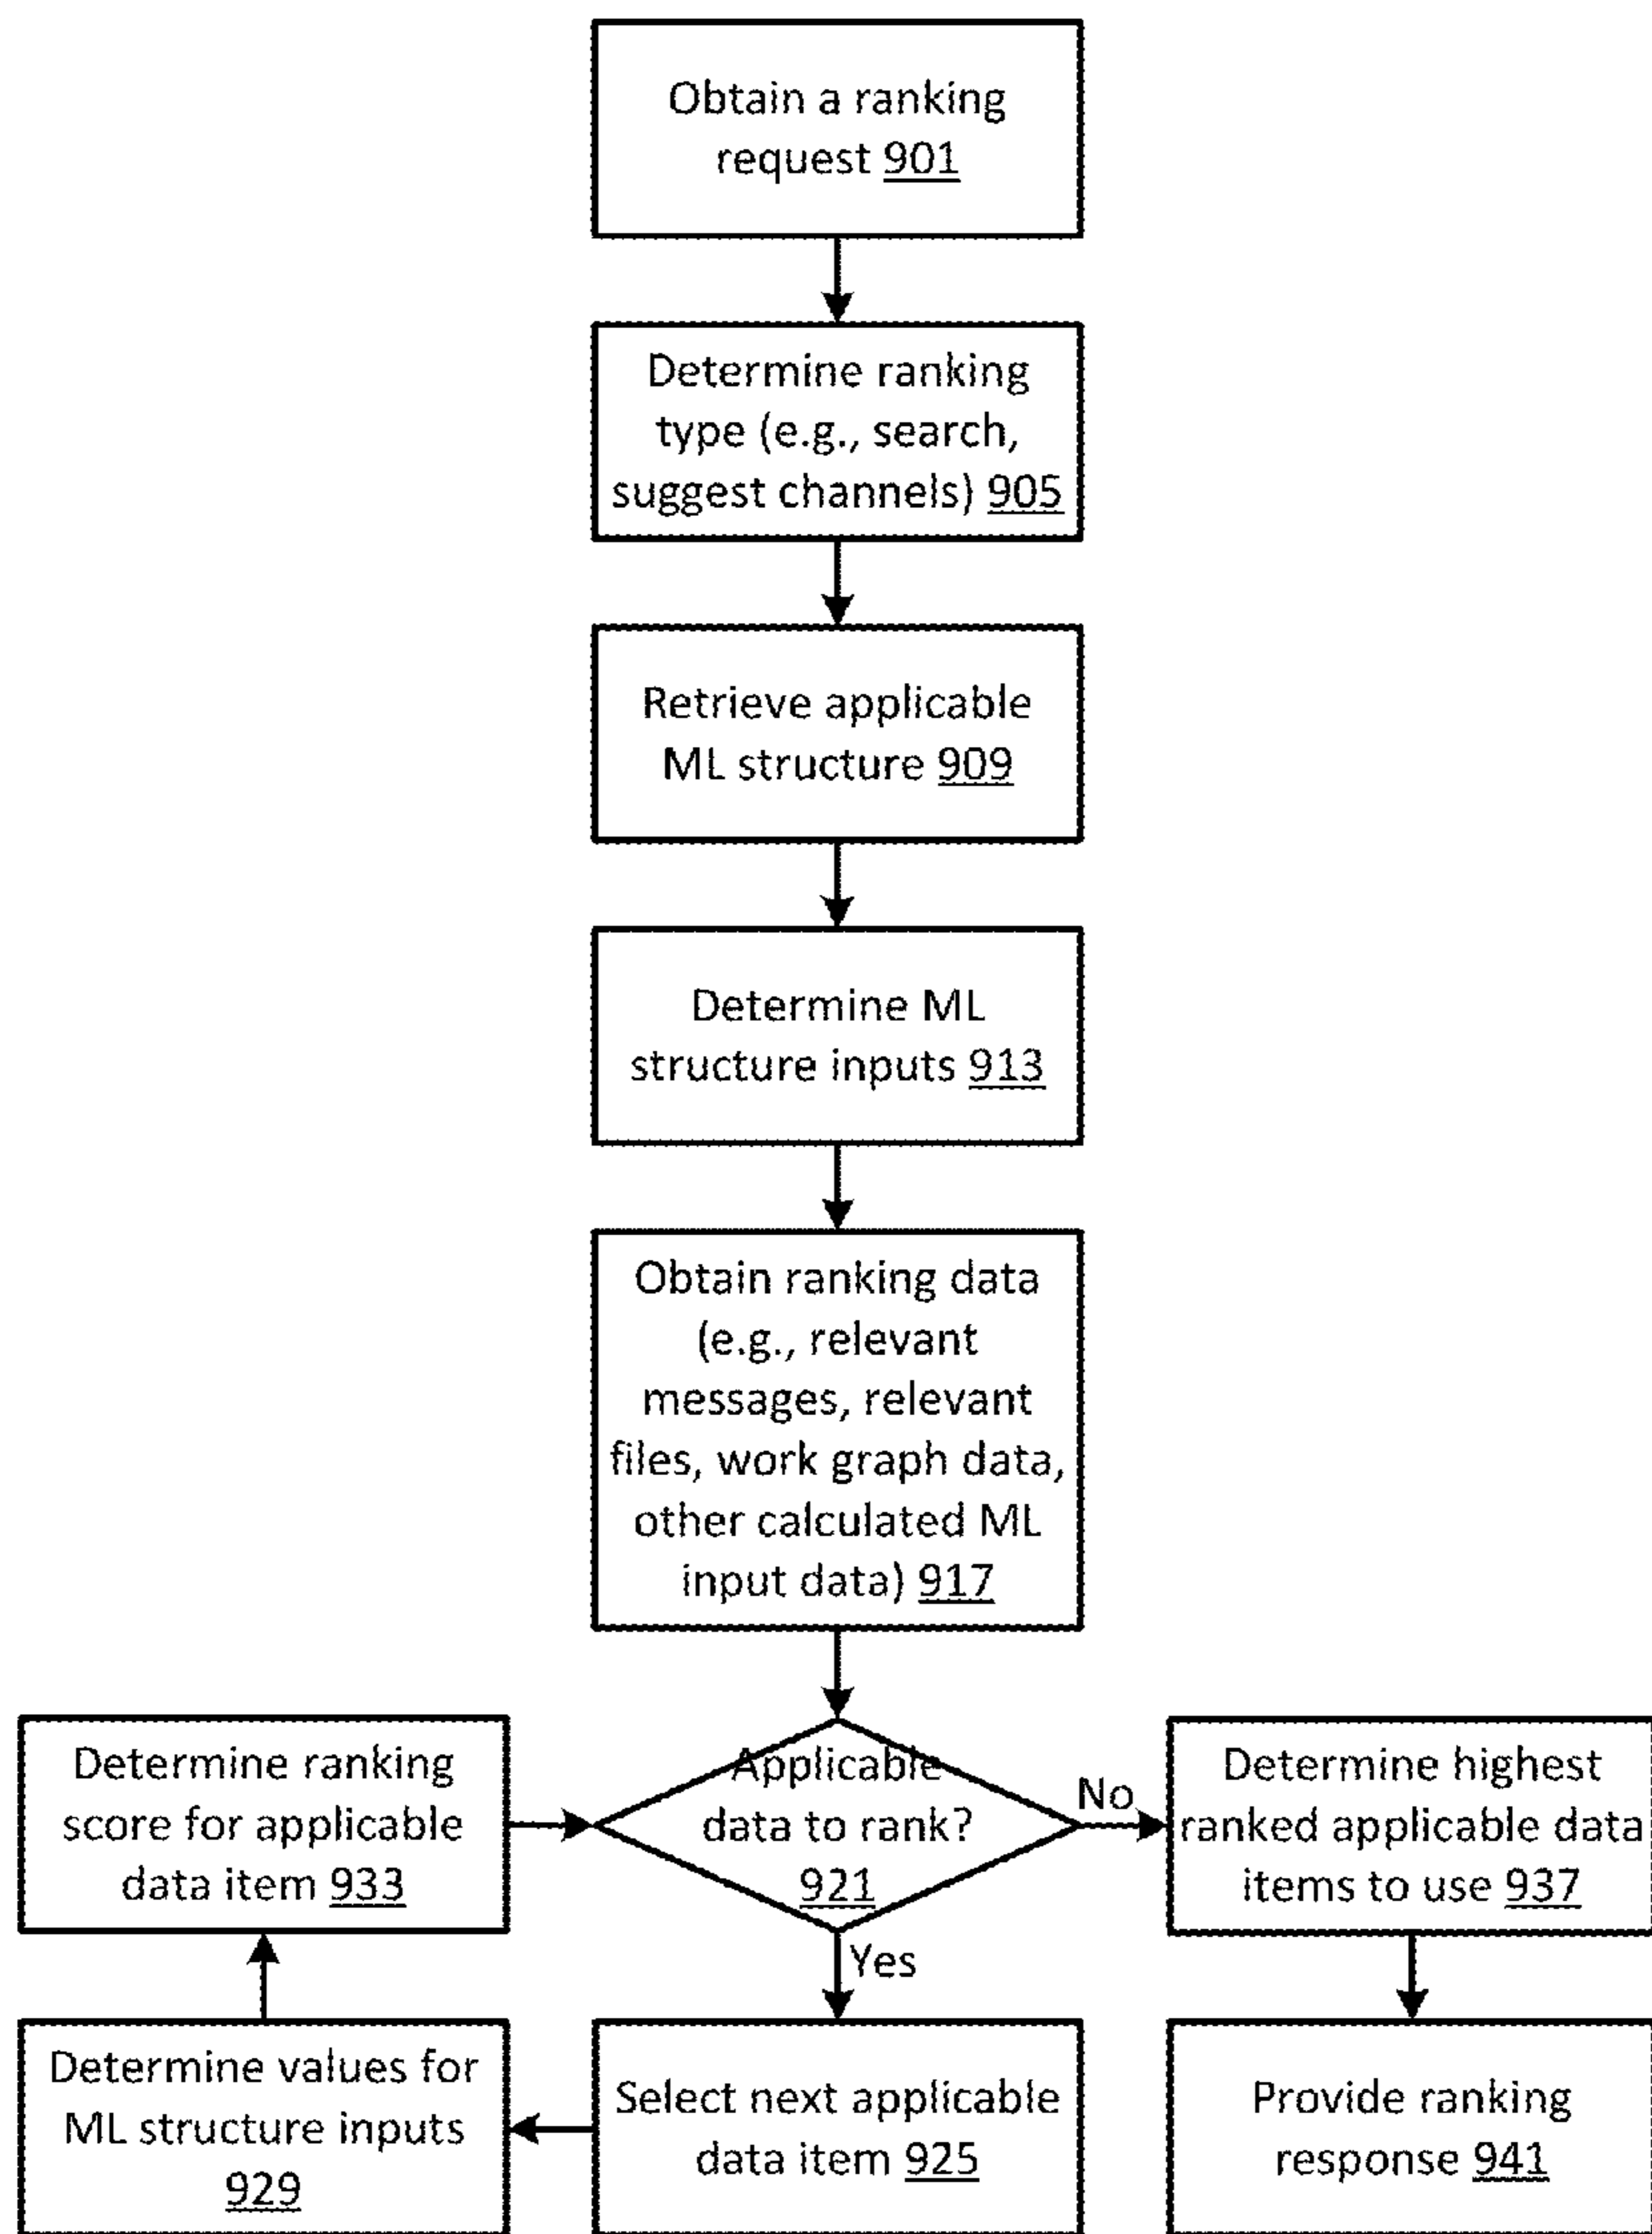 Obtain a ranking
request 901
Determine ranking
type (e.g., search,
suggest channels) 905
Retrieve applicable
ML structure 909
Determine ML
structure inputs 913
Obtain ranking data
(e.g., relevant
messages, relevant
files, work graph data,
other calculated ML
input data) 917
Applicable
data to rank?
921
No
Yes
Determine ranking
score for applicable
data item 933
Determine highest
ranked applicable data
items to use 937
Determine values for
ML structure inputs
929
Select next applicable
data item 925
Provide ranking
response 941